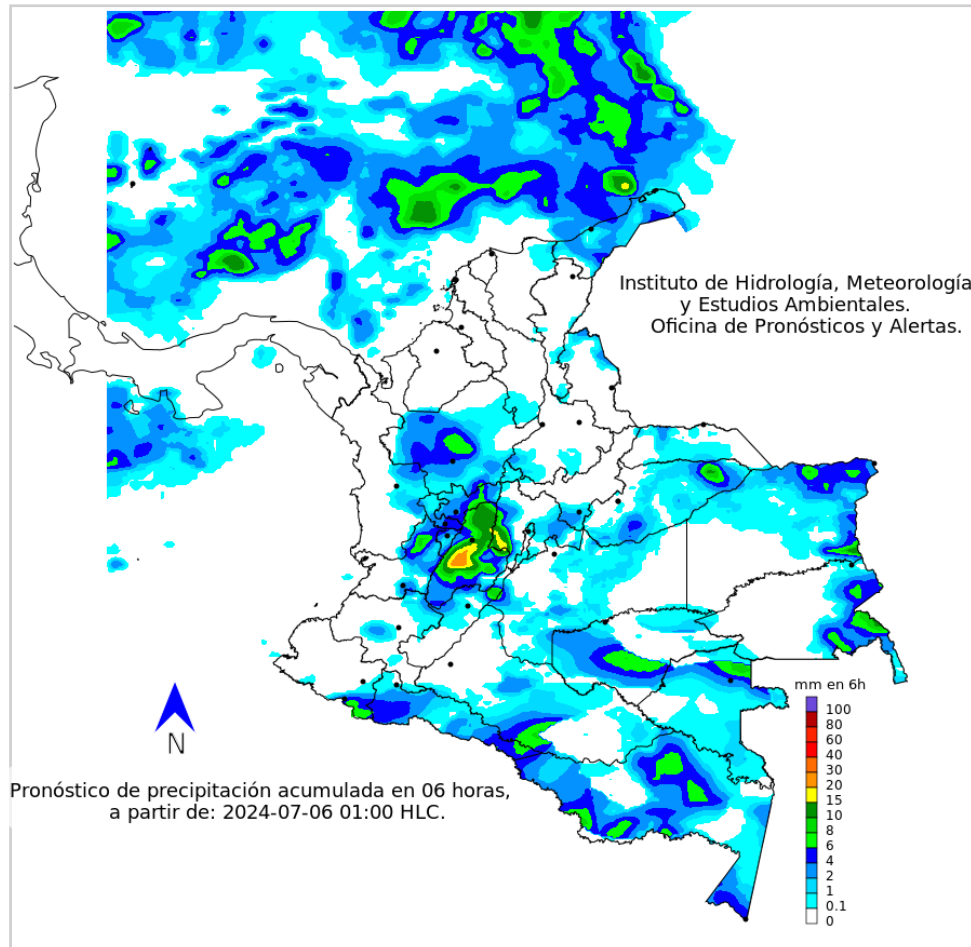 Instituto de Hidrología, Meteorología
y Estudios Ambientales.
Oficina de Pronósticos y Alertas.
N
Pronóstico de precipitación acumulada en 06 horas,
a partir de: 2024-07-06 01:00 HLC.
mm en 6h
100
80
60
40
30
20
15
10
8
6
4
2
1
0.1
0